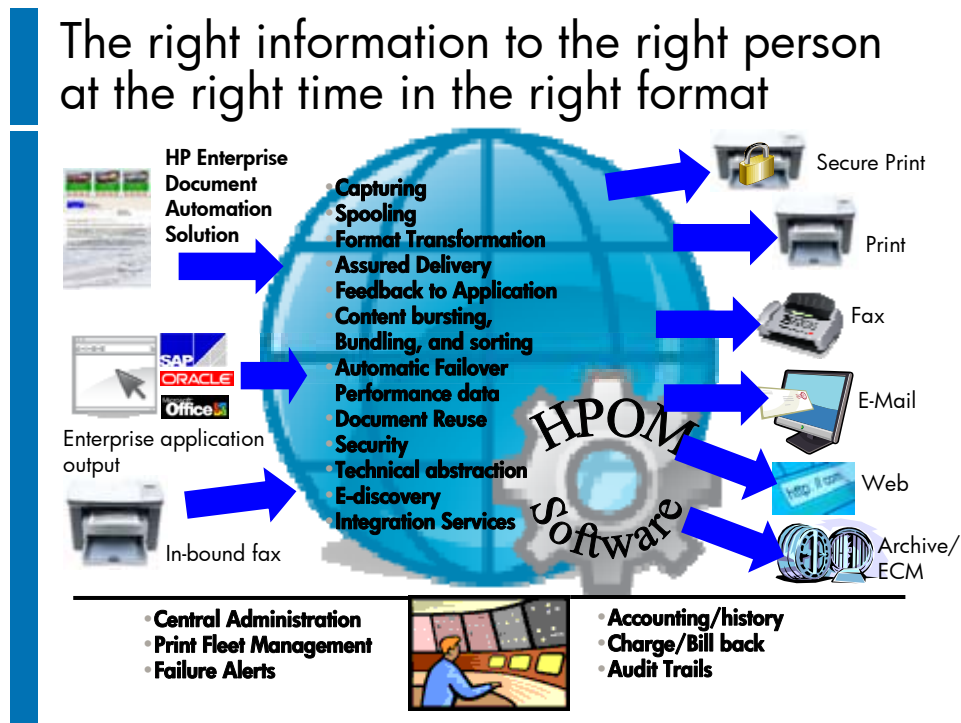 The right information to the right person
at the right time in the right format
HP Enterprise
Document
Automation
Solution
SAP
ORACLE
Microsoft
Office
Enterprise application
output
In-bound fax
•Capturing
•Spooling
•Format Transformation
•Assured Delivery
•Feedback to Application
•Content bursting,
Bundling, and sorting
•Automatic Failover
Performance data
•Document Reuse
•Security
•Technical abstraction
•E-discovery
•Integration Services
HPOM
Software
Secure Print
Print
Fax
E-Mail
http://.com
Web
Archive/
ECM
•Central Administration
•Print Fleet Management
•Failure Alerts
•Accounting/history
•Charge/Bill back
•Audit Trails